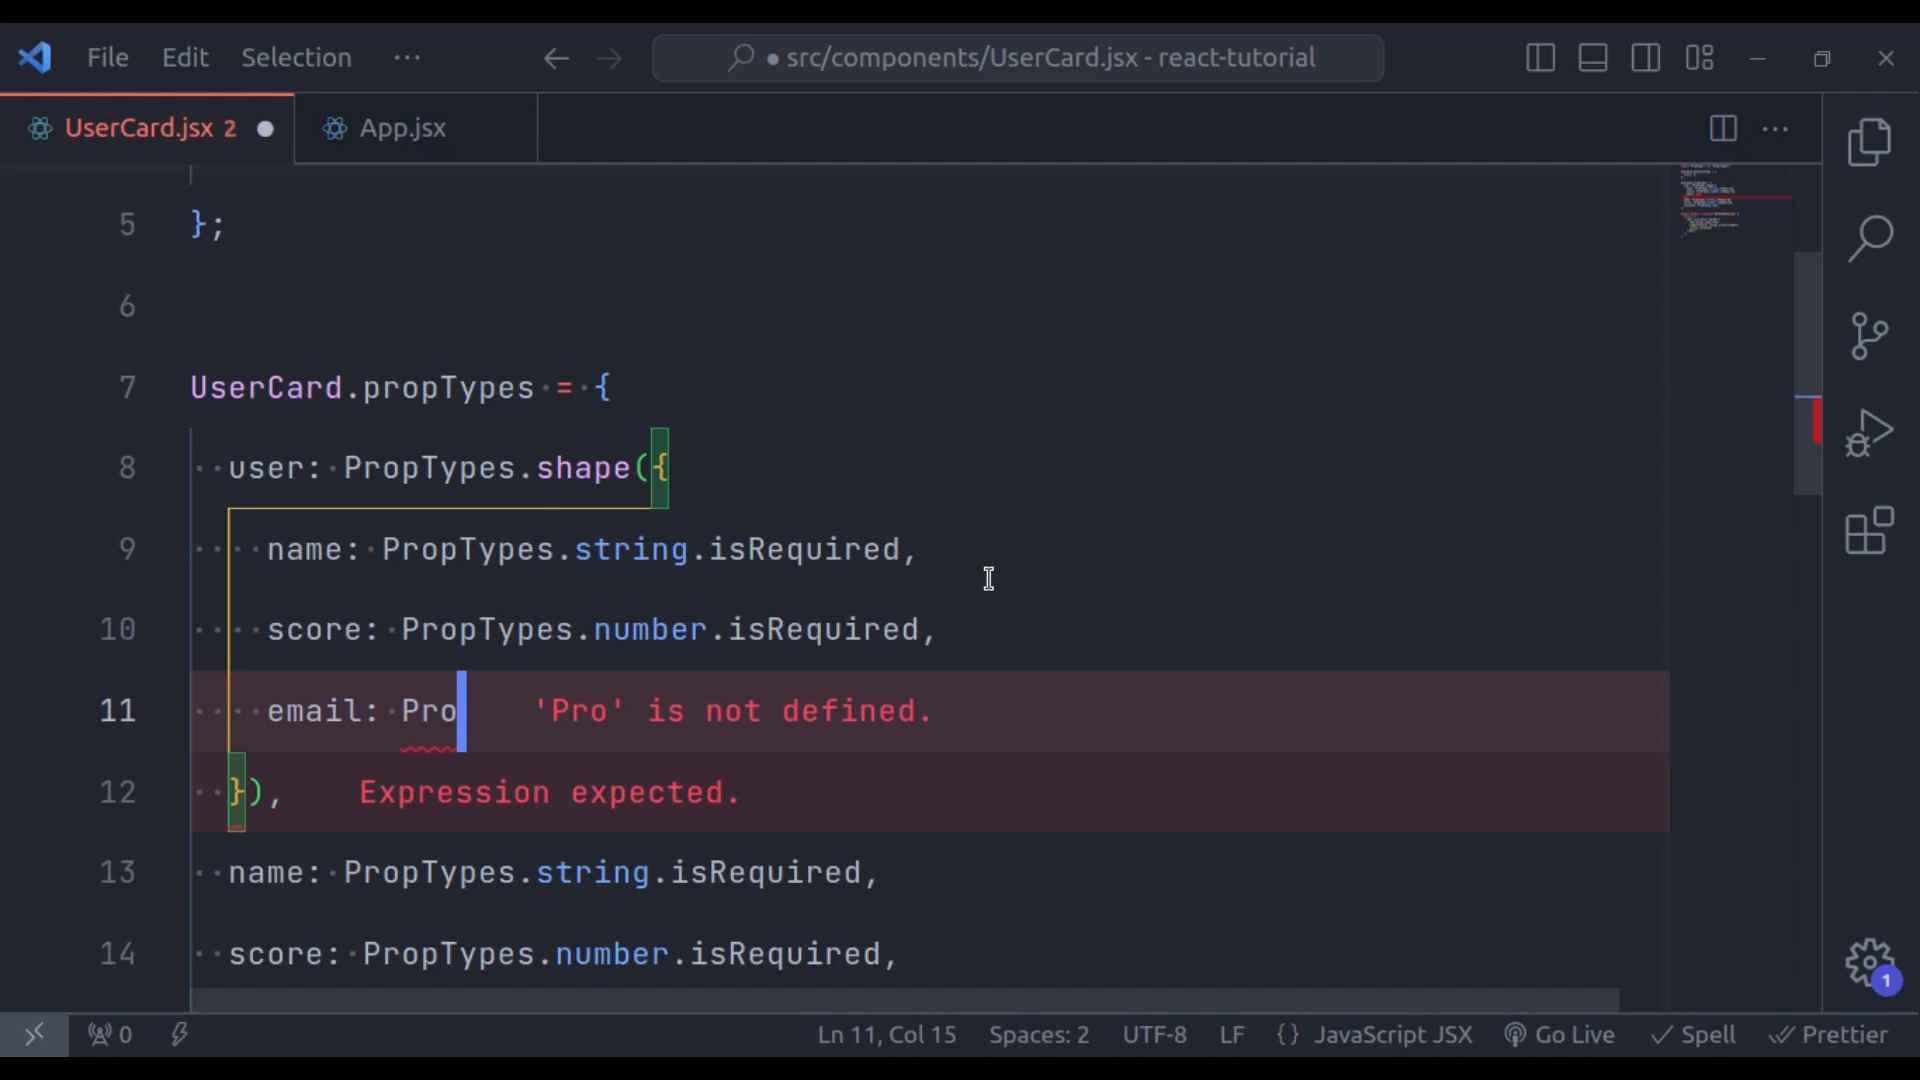 File Edit Selection ···
● src/components/UserCard.jsx - react-tutorial
UserCard.jsx 2 ●
App.jsx
5 };
6
7 UserCard.propTypes = {
8 user: PropTypes.shape({
9 name: PropTypes.string.isRequired,
10 score: PropTypes.number.isRequired,
11 email: Pro 'Pro' is not defined.
12 }), Expression expected.
13 name: PropTypes.string.isRequired,
14 score: PropTypes.number.isRequired,
1
0 Ln 11, Col 15 Spaces: 2 UTF-8 LF {} JavaScript JSX Go Live Spell Prettier